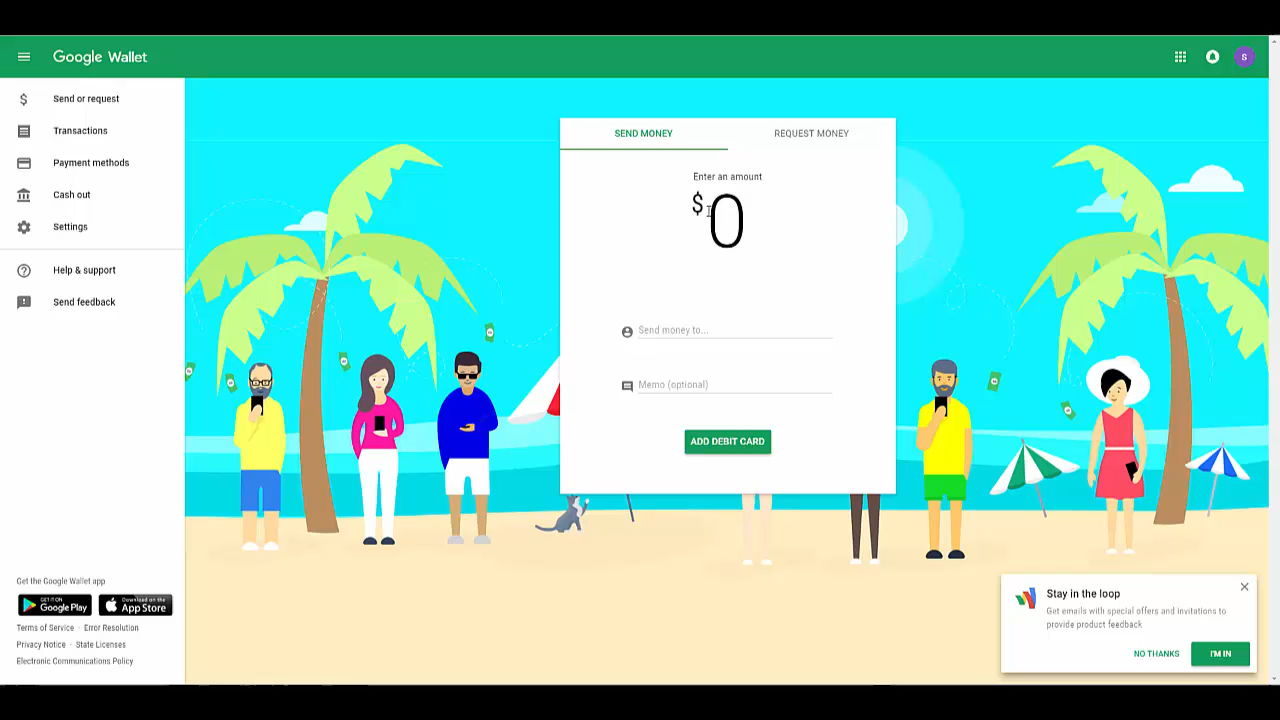 Google Wallet
S
Send or request
Transactions
Payment methods
Cash out
Settings
Help & support
Send feedback
SEND MONEY
REQUEST MONEY
Enter an amount
$0
Send money to...
Memo (optional)
ADD DEBIT CARD
Get the Google Wallet app
GET IT ON
Google Play
Download on the
App Store
Terms of Service · Error Resolution
Privacy Notice · State Licenses
Electronic Communications Policy
Stay in the loop
Get emails with special offers and invitations to
provide product feedback
NO THANKS
I'M IN